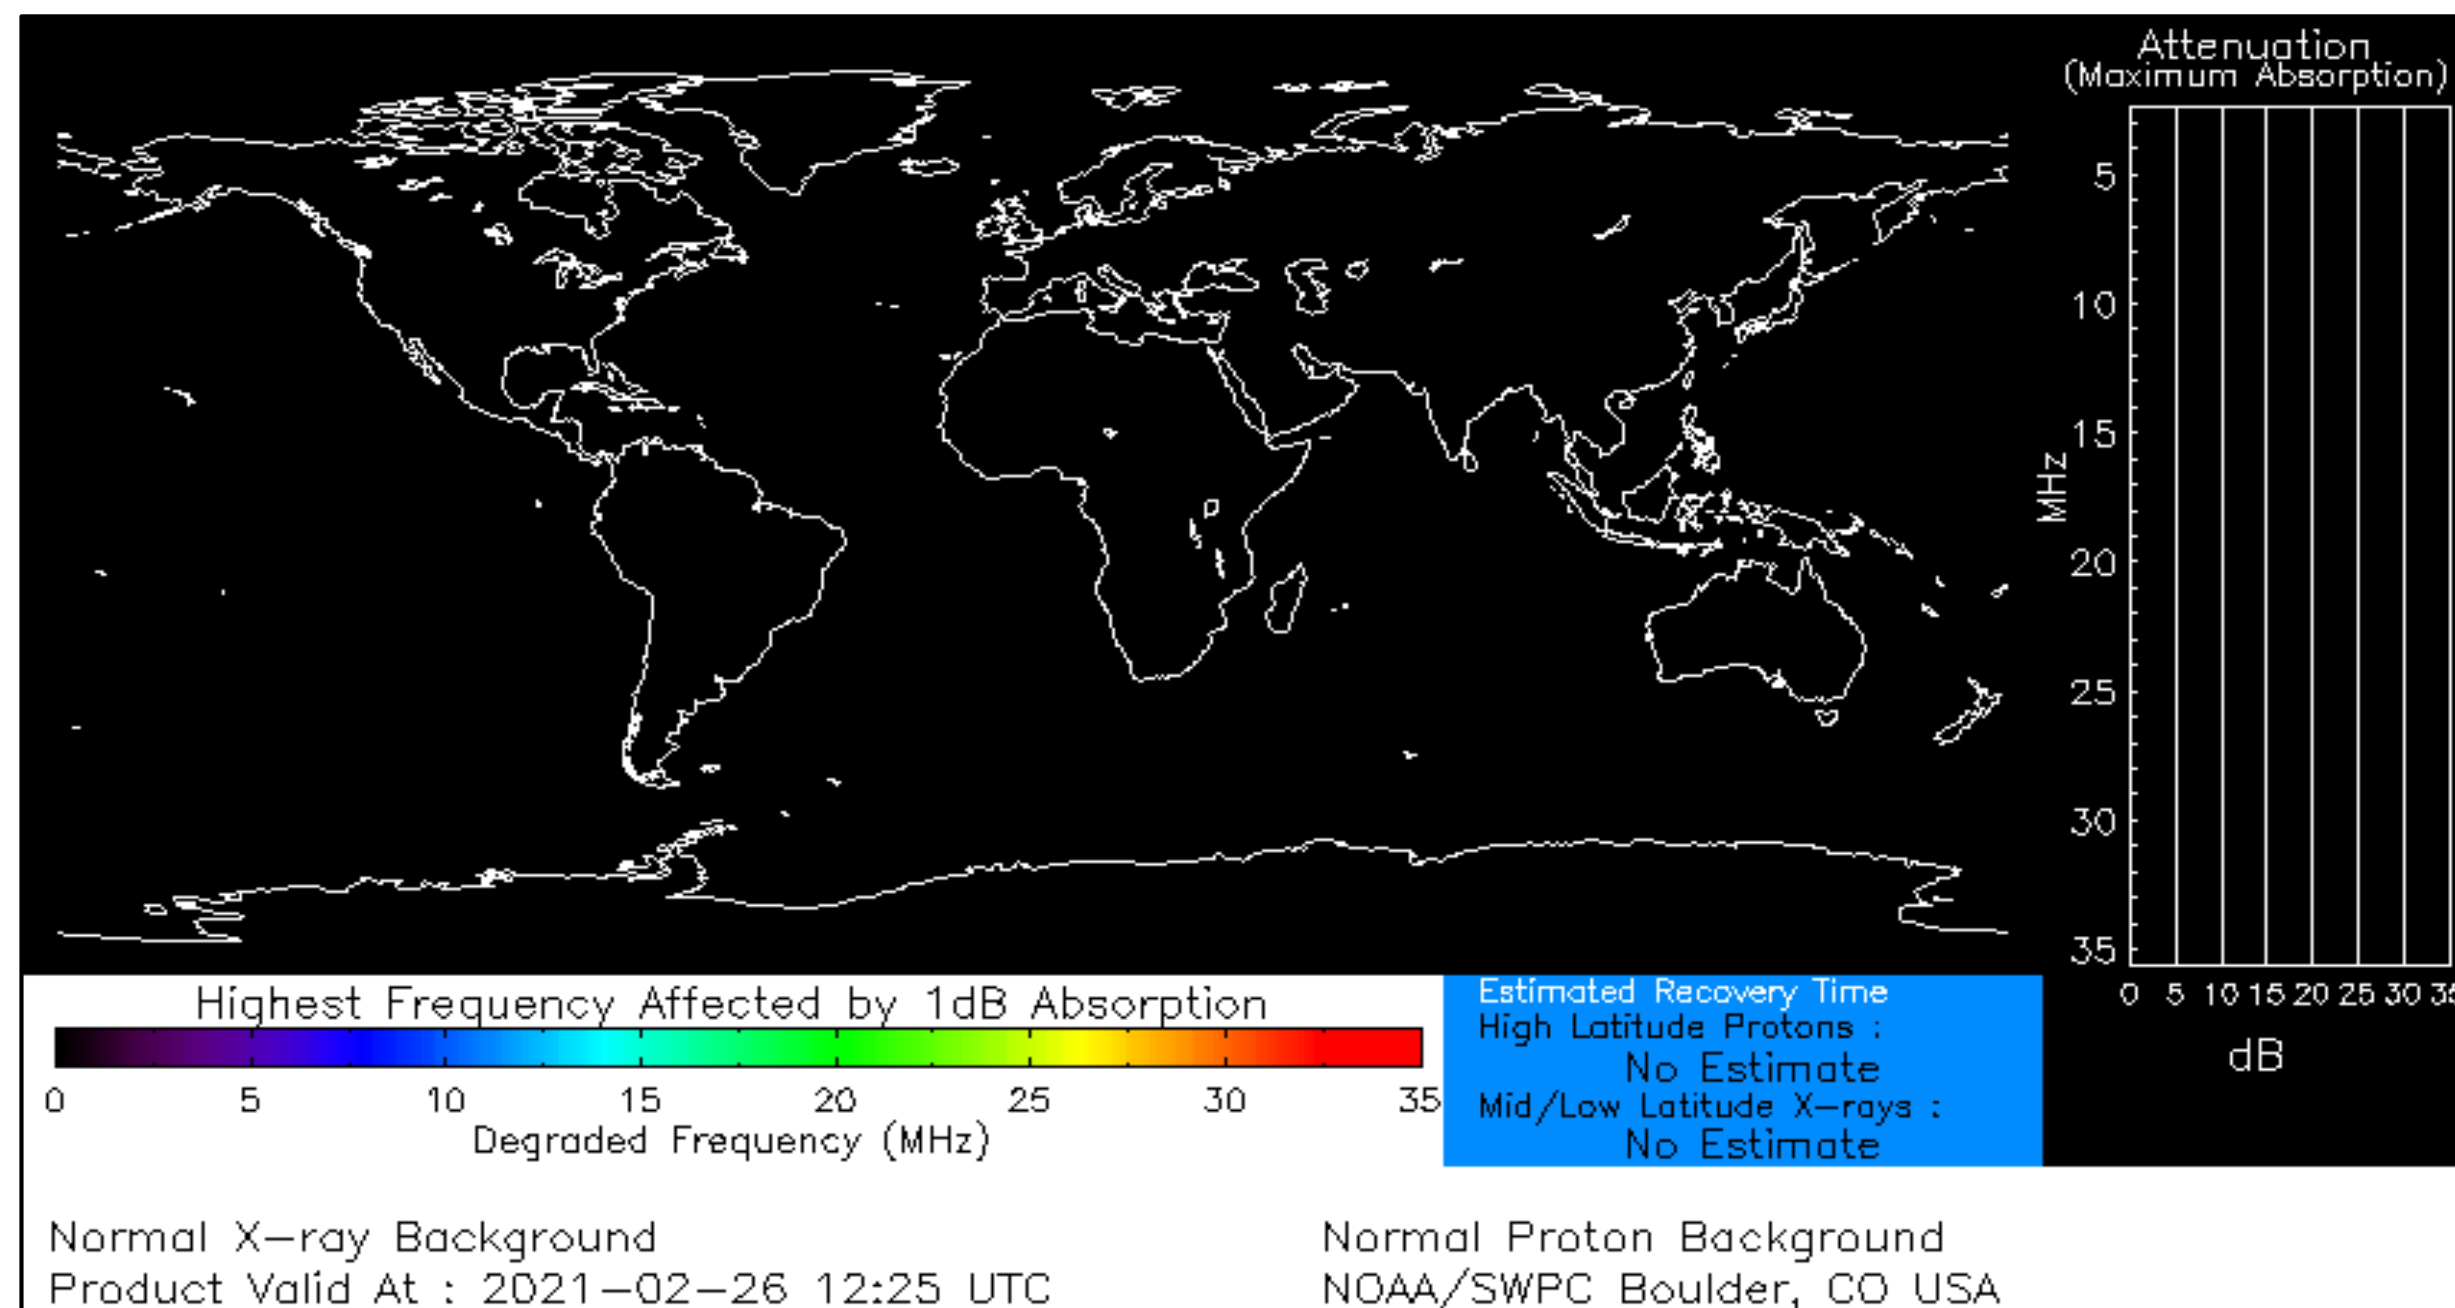 Attenuation
(Maximum Absorption)
5
10
15
20
25
30
35
MHz
0 5 10 15 20 25 30 35
dB
Highest Frequency Affected by 1dB Absorption
0 5 10 15 20 25 30 35
Degraded Frequency (MHz)
Estimated Recovery Time
High Latitude Protons :
No Estimate
Mid/Low Latitude X-rays :
No Estimate
Normal X-ray Background
Normal Proton Background
Product Valid At : 2021-02-26 12:25 UTC
NOAA/SWPC Boulder, CO USA